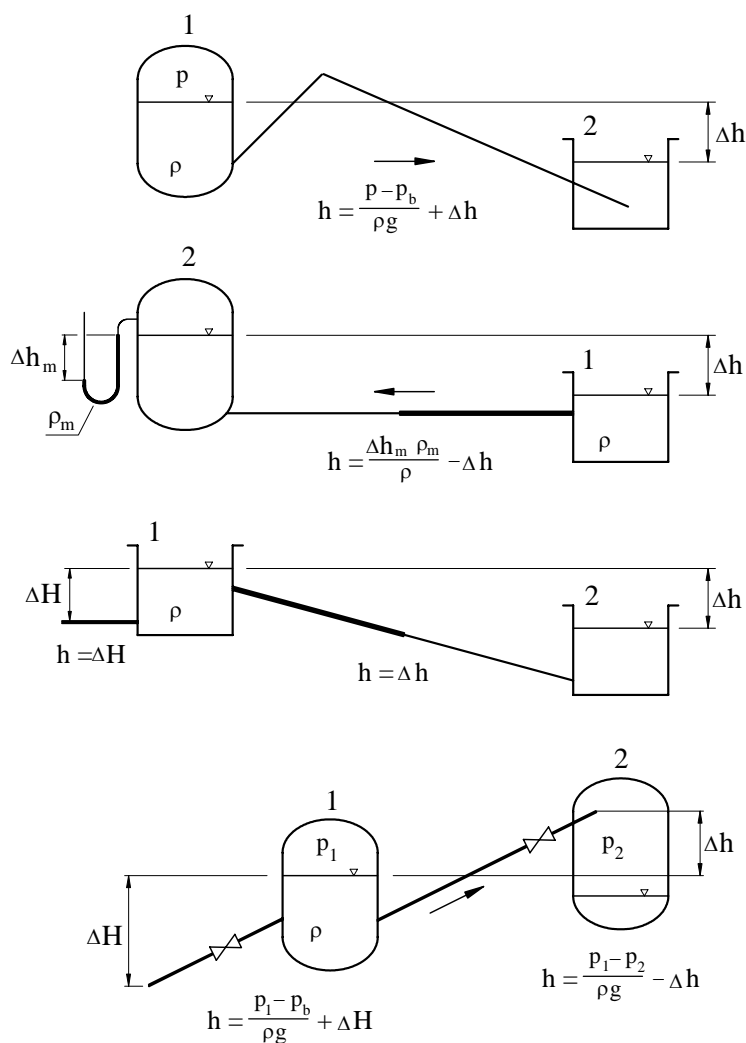 1
p
ρ
2
Δh
h = (p − p_b)/(ρg) + Δh
2
Δh_m
ρ_m
1
ρ
Δh
h = (Δh_m ρ_m)/ρ − Δh
1
ΔH
ρ
2
Δh
h = ΔH
h = Δh
2
1
p_1
p_2
Δh
ΔH
ρ
h = (p_1 − p_2)/(ρg) − Δh
h = (p_1 − p_b)/(ρg) + ΔH